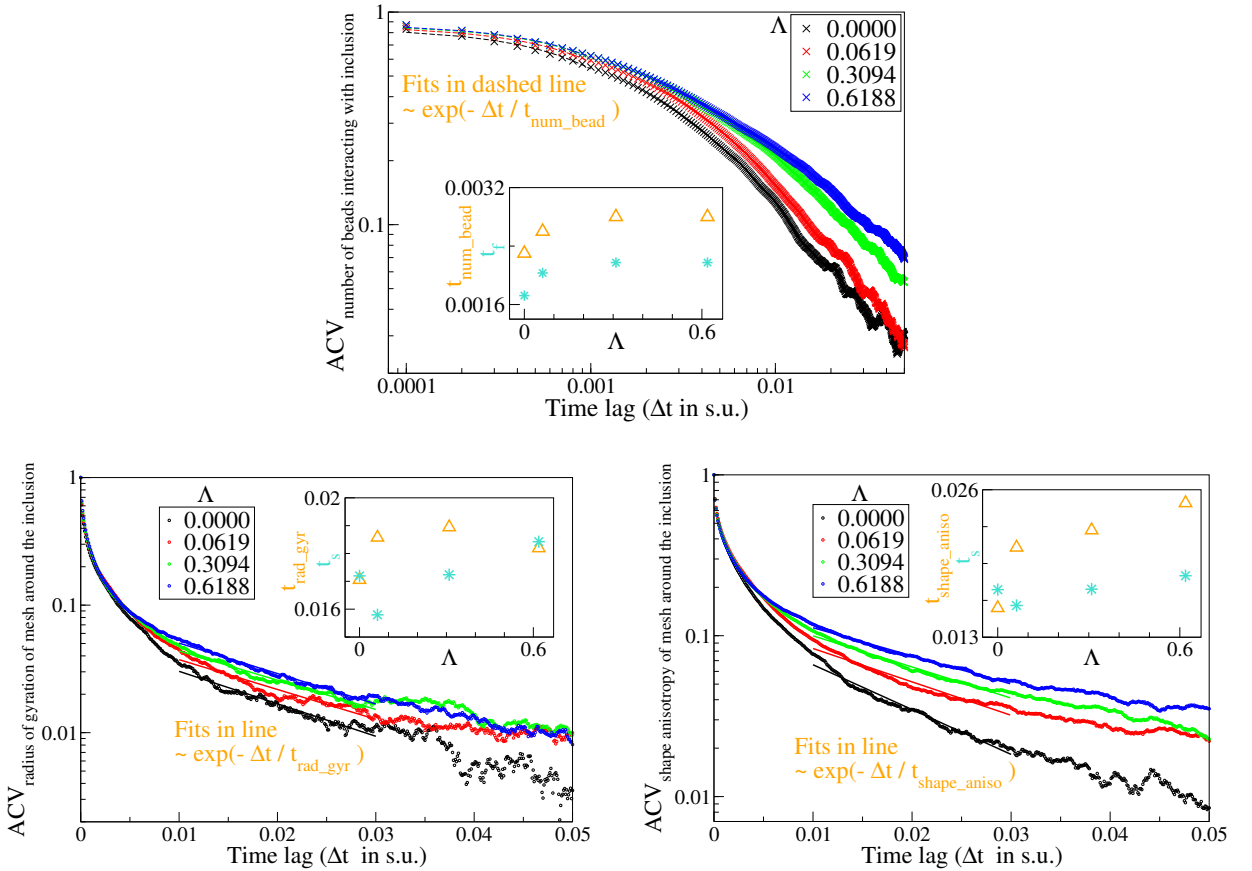 ACV number of beads interacting with inclusion
1
0.1
Λ
0.0000
0.0619
0.3094
0.6188
Fits in dashed line
~ exp(- Δt / t_num_bead )
t_num_bead
t_f
0.0032
0.0016
0
0.6
Λ
0.0001
0.001
0.01
Time lag (Δt in s.u.)
ACV radius of gyration of mesh around the inclusion
1
0.1
0.01
Λ
0.0000
0.0619
0.3094
0.6188
t_rad_gyr
t_s
0.02
0.016
0
0.6
Λ
Fits in line
~ exp(- Δt / t_rad_gyr )
0
0.01
0.02
0.03
0.04
0.05
Time lag (Δt in s.u.)
ACV shape anisotropy of mesh around the inclusion
1
0.1
0.01
Λ
0.0000
0.0619
0.3094
0.6188
t_shape_aniso
t_s
0.026
0.013
0
0.6
Λ
Fits in line
~ exp(- Δt / t_shape_aniso )
0
0.01
0.02
0.03
0.04
0.05
Time lag (Δt in s.u.)